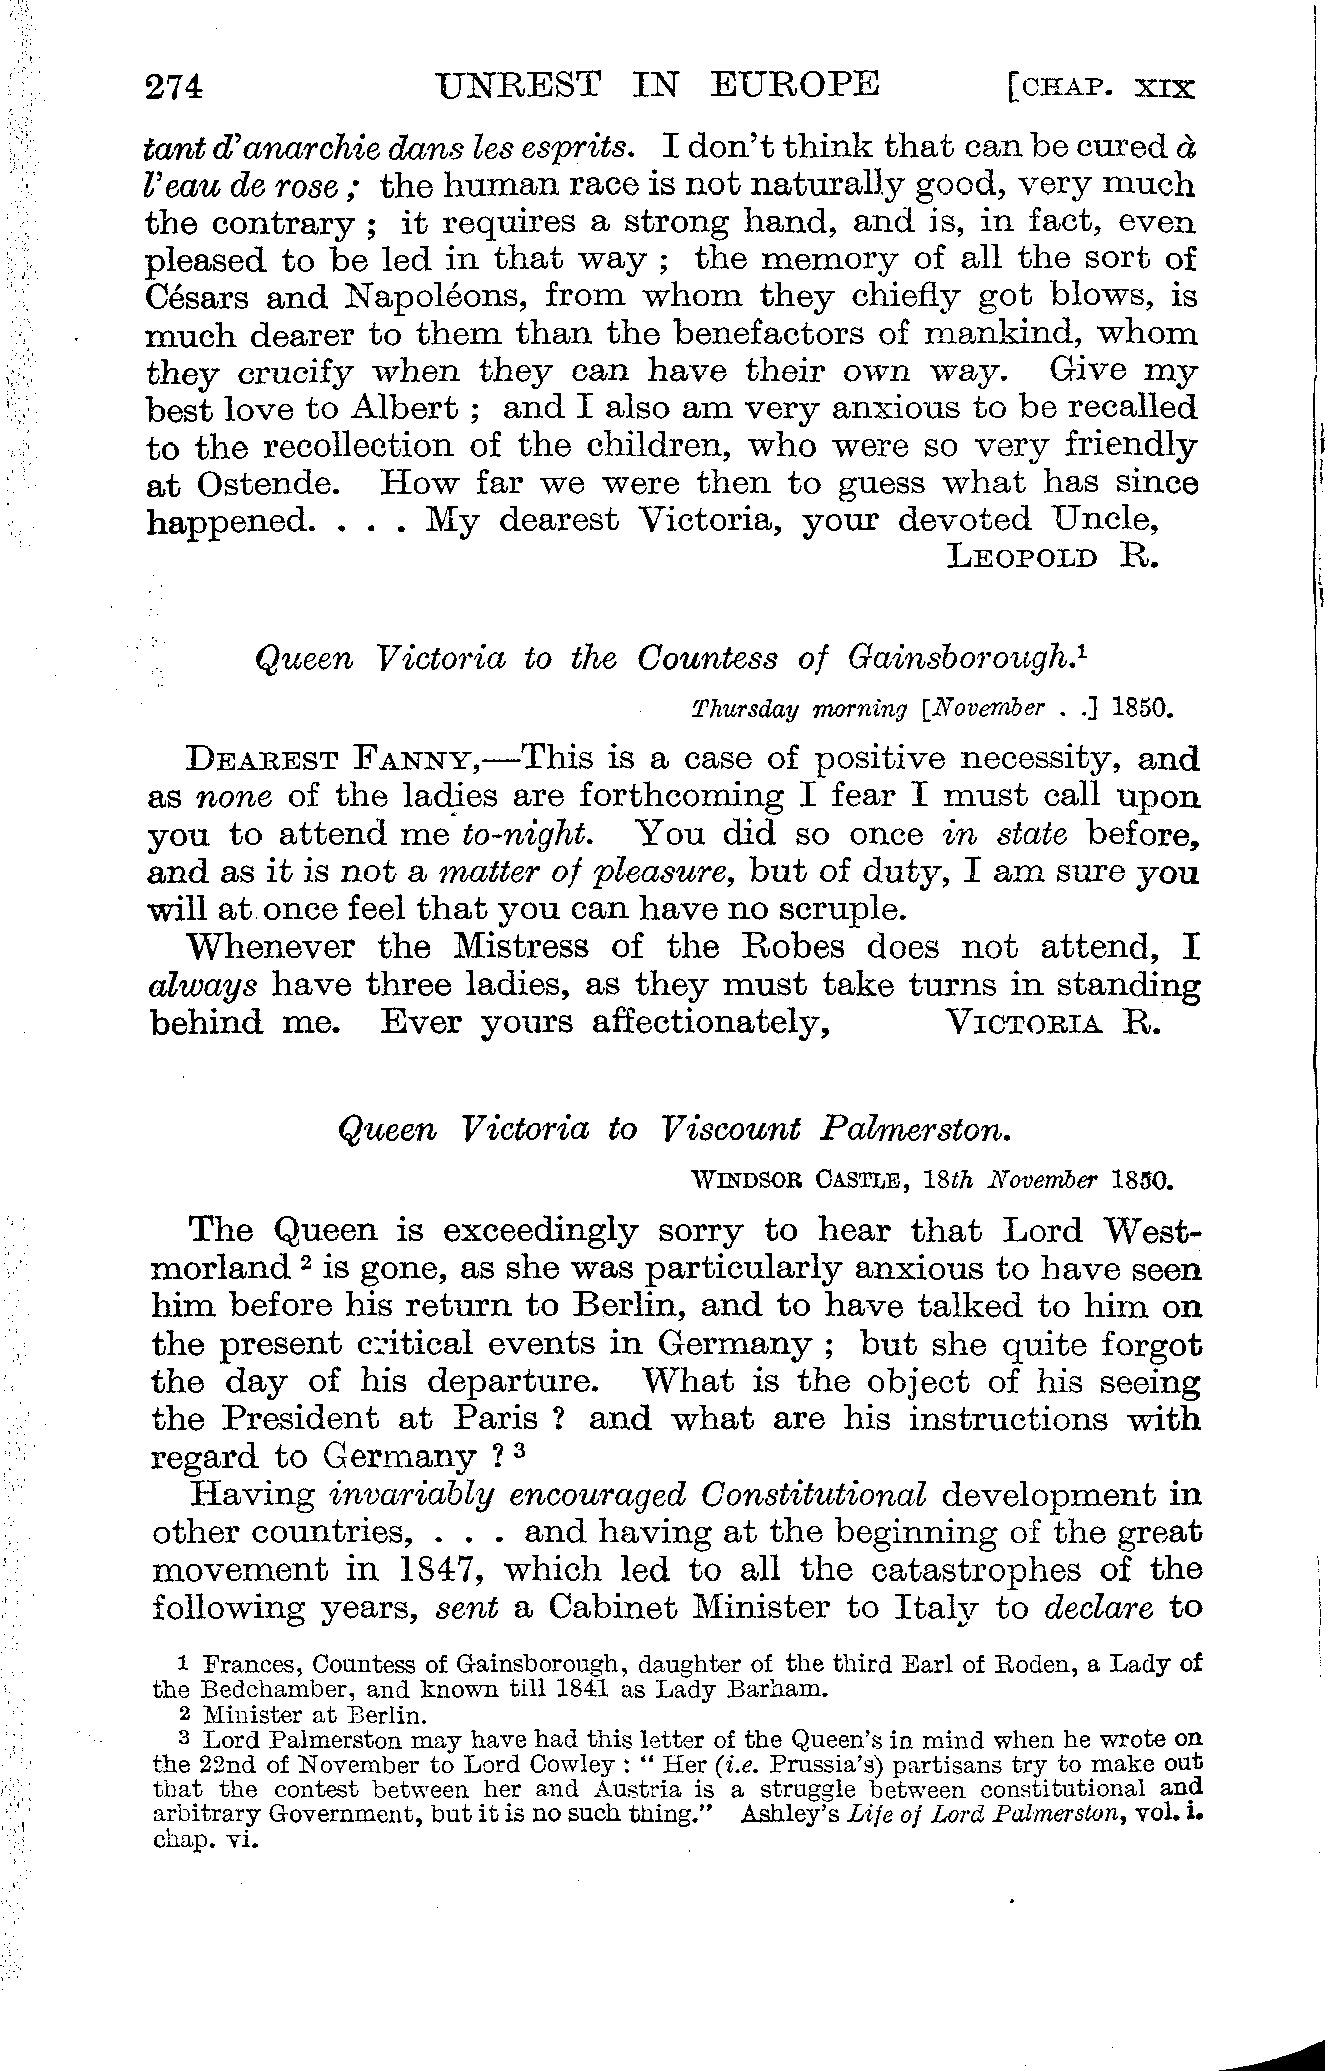 274 UNREST IN EUROPE [CHAP. XIX
tant d'anarchie dans les esprits. I don't think that can be cured à
l'eau de rose ; the human race is not naturally good, very much
the contrary ; it requires a strong hand, and is, in fact, even
pleased to be led in that way ; the memory of all the sort of
Césars and Napoléons, from whom they chiefly got blows, is
much dearer to them than the benefactors of mankind, whom
they crucify when they can have their own way. Give my
best love to Albert ; and I also am very anxious to be recalled
to the recollection of the children, who were so very friendly
at Ostende. How far we were then to guess what has since
happened. . . . My dearest Victoria, your devoted Uncle,
LEOPOLD R.
Queen Victoria to the Countess of Gainsborough.¹
Thursday morning [November . .] 1850.
DEAREST FANNY,—This is a case of positive necessity, and
as none of the ladies are forthcoming I fear I must call upon
you to attend me to-night. You did so once in state before,
and as it is not a matter of pleasure, but of duty, I am sure you
will at once feel that you can have no scruple.
Whenever the Mistress of the Robes does not attend, I
always have three ladies, as they must take turns in standing
behind me. Ever yours affectionately, VICTORIA R.
Queen Victoria to Viscount Palmerston.
WINDSOR CASTLE, 18th November 1850.
The Queen is exceedingly sorry to hear that Lord West-
morland ² is gone, as she was particularly anxious to have seen
him before his return to Berlin, and to have talked to him on
the present critical events in Germany ; but she quite forgot
the day of his departure. What is the object of his seeing
the President at Paris ? and what are his instructions with
regard to Germany ? ³
Having invariably encouraged Constitutional development in
other countries, . . . and having at the beginning of the great
movement in 1847, which led to all the catastrophes of the
following years, sent a Cabinet Minister to Italy to declare to
1 Frances, Countess of Gainsborough, daughter of the third Earl of Roden, a Lady of
the Bedchamber, and known till 1841 as Lady Barham.
2 Minister at Berlin.
3 Lord Palmerston may have had this letter of the Queen's in mind when he wrote on
the 22nd of November to Lord Cowley : " Her (i.e. Prussia's) partisans try to make out
that the contest between her and Austria is a struggle between constitutional and
arbitrary Government, but it is no such thing." Ashley's Life of Lord Palmerston, vol. i.
chap. vi.